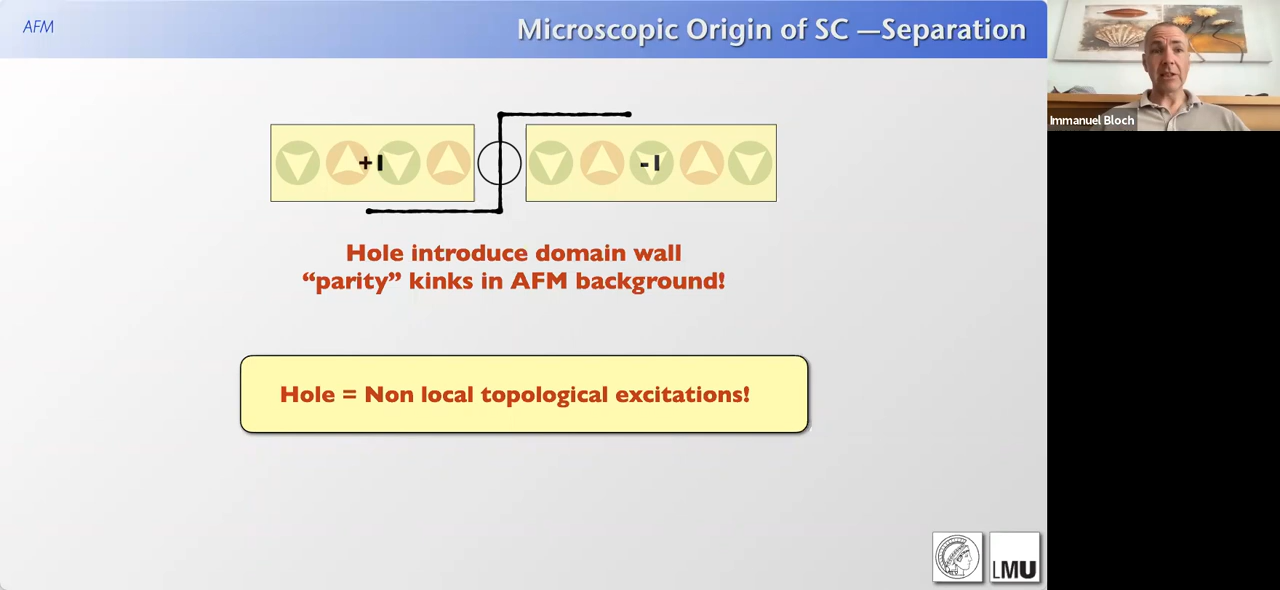 AFM
Microscopic Origin of SC —Separation
Immanuel Bloch
+1
-1
Hole introduce domain wall
“parity” kinks in AFM background!
Hole = Non local topological excitations!
LMU